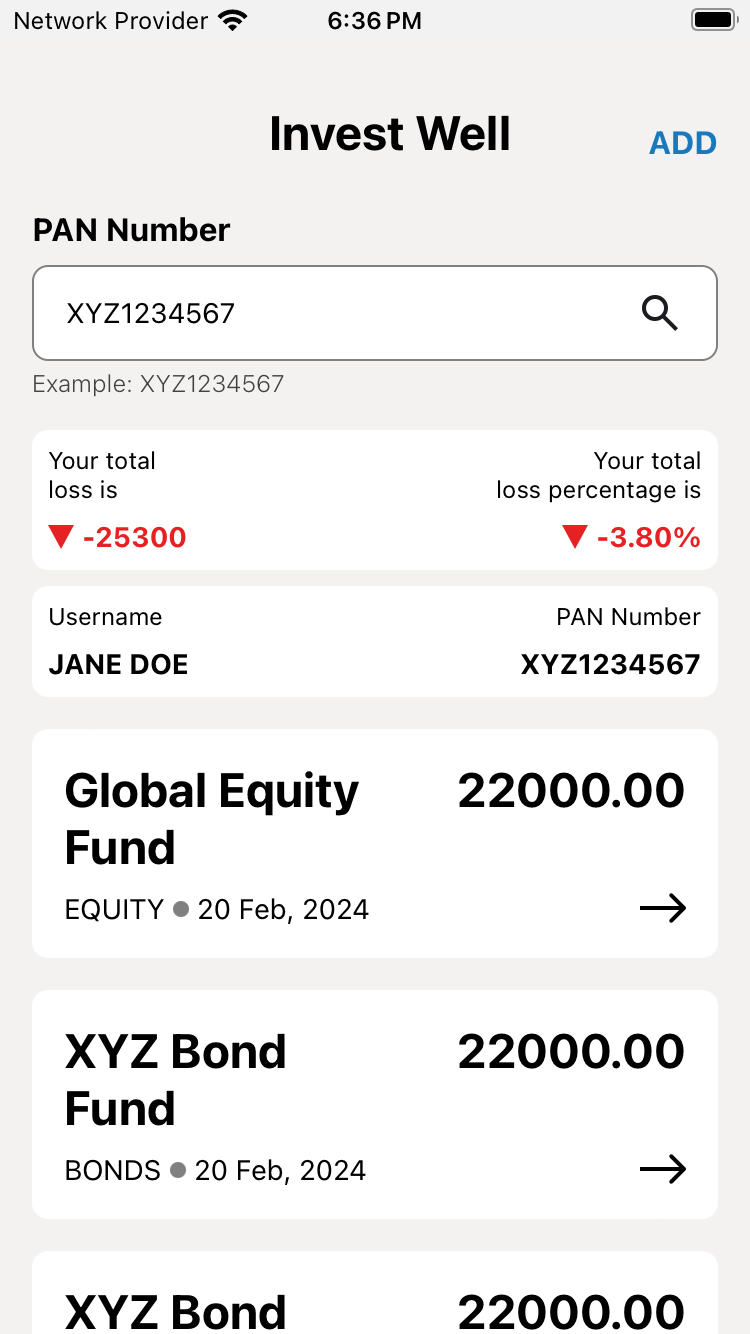 Network Provider 6:36 PM
Invest Well
ADD
PAN Number
XYZ1234567
Example: XYZ1234567
Your total Your total
loss is loss percentage is
-25300 -3.80%
Username PAN Number
JANE DOE XYZ1234567
Global Equity 22000.00
Fund
EQUITY ● 20 Feb, 2024
XYZ Bond 22000.00
Fund
BONDS ● 20 Feb, 2024
XYZ Bond 22000.00